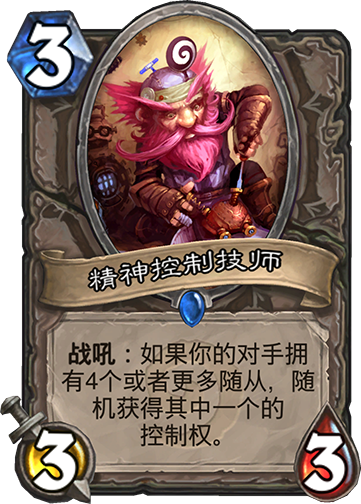 3
精神控制技师
战吼：如果你的对手拥
有4个或者更多随从，随
机获得其中一个的
控制权。
3
3